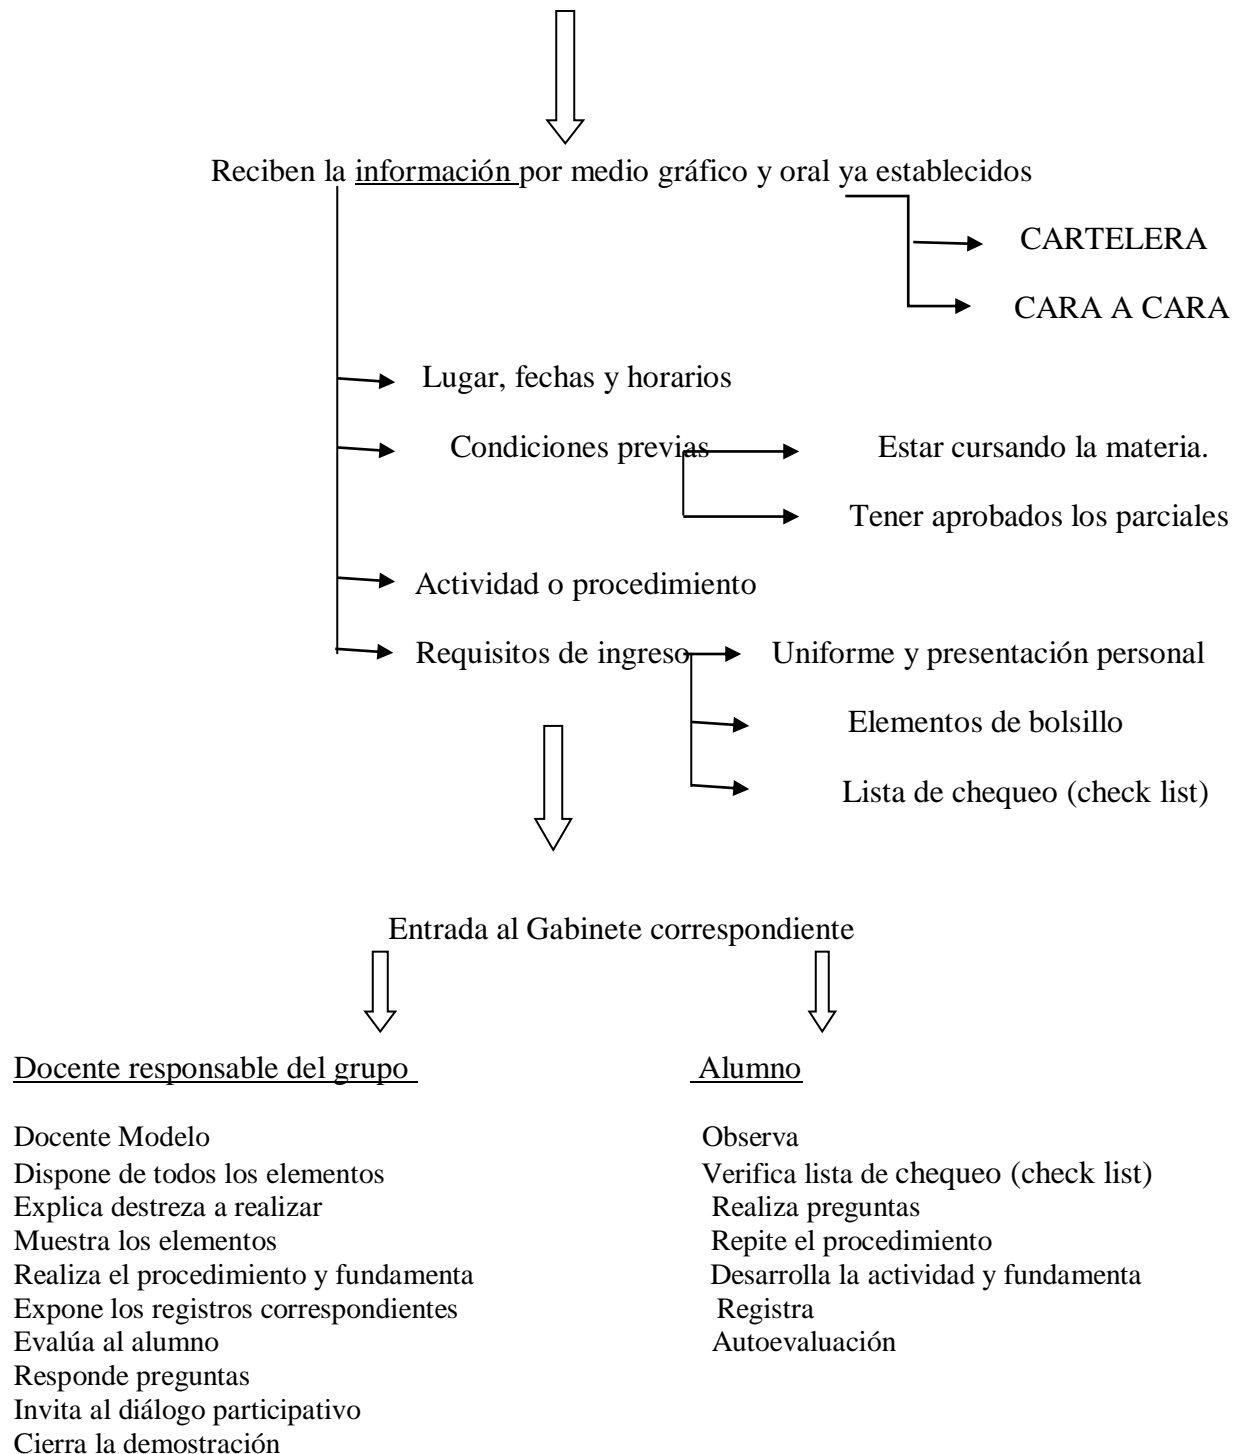 Reciben la información por medio gráfico y oral ya establecidos
CARTELERA
CARA A CARA
Lugar, fechas y horarios
Condiciones previas
Estar cursando la materia.
Tener aprobados los parciales
Actividad o procedimiento
Requisitos de ingreso
Uniforme y presentación personal
Elementos de bolsillo
Lista de chequeo (check list)
Entrada al Gabinete correspondiente
Docente responsable del grupo
Docente Modelo
Dispone de todos los elementos
Explica destreza a realizar
Muestra los elementos
Realiza el procedimiento y fundamenta
Expone los registros correspondientes
Evalúa al alumno
Responde preguntas
Invita al diálogo participativo
Cierra la demostración
Alumno
Observa
Verifica lista de chequeo (check list)
Realiza preguntas
Repite el procedimiento
Desarrolla la actividad y fundamenta
Registra
Autoevaluación